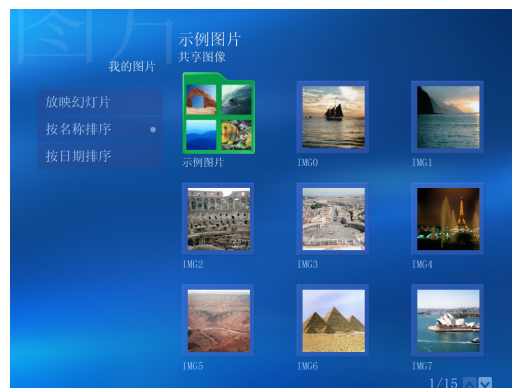 图片
示例图片
共享图像
我的图片
放映幻灯片
按名称排序
按日期排序
示例图片
IMG0
IMG1
IMG2
IMG3
IMG4
IMG5
IMG6
IMG7
1/15